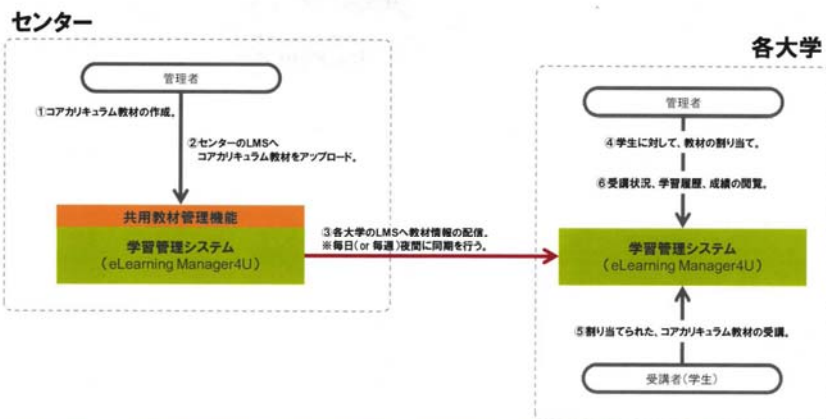 センター
管理者
①コアカリキュラム教材の作成。
②センターのLMSへ
コアカリキュラム教材をアップロード。
共用教材管理機能
学習管理システム
(eLearning Manager4U)
③各大学のLMSへ教材情報の配信。
※毎日(or 毎週)夜間に同期を行う。
各大学
管理者
④学生に対して、教材の割り当て。
⑥受講状況、学習履歴、成績の閲覧。
学習管理システム
(eLearning Manager4U)
⑤割り当てられた、コアカリキュラム教材の受講。
受講者(学生)